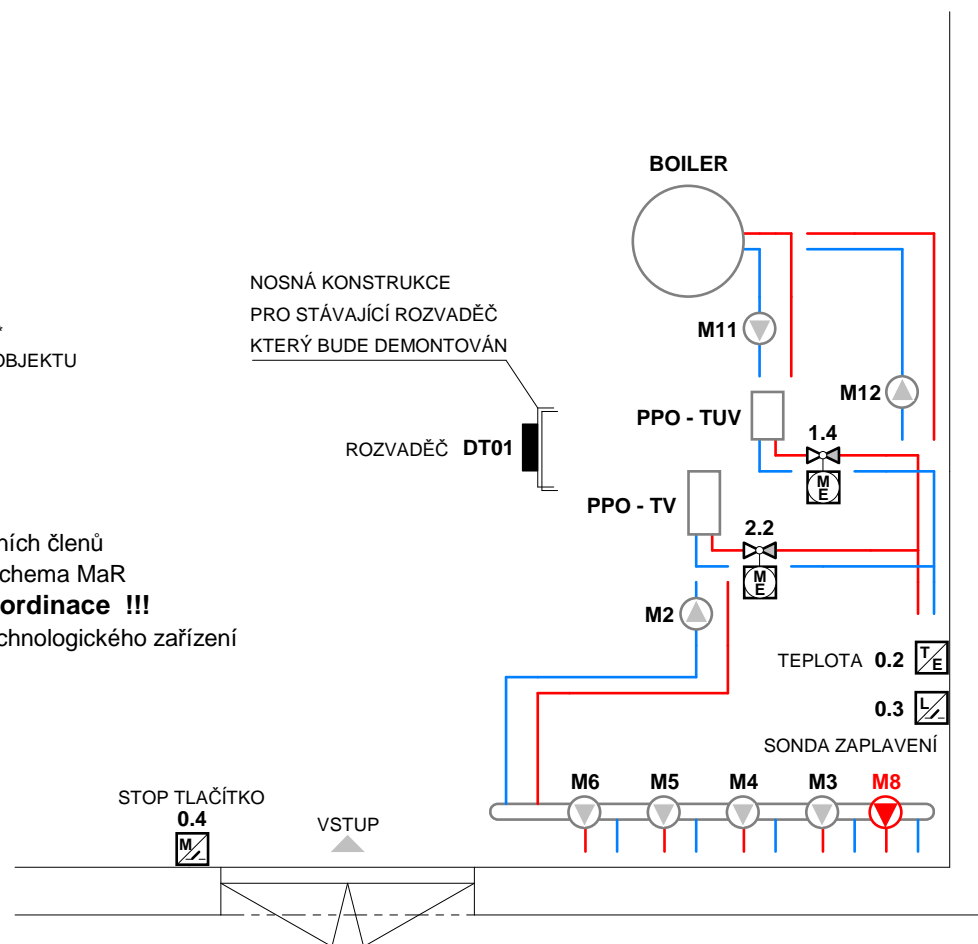 BOILER
NOSNÁ KONSTRUKCE
PRO STÁVAJÍCÍ ROZVADĚČ
KTERÝ BUDE DEMONTOVÁN
M11
OBJEKTU
M12
PPO - TUV
1.4
M
E
ROZVADĚČ DT01
PPO - TV
2.2
M
E
ních členů
chema MaR
ordinace !!!
chnologického zařízení
M2
TEPLOTA 0.2
T
E
0.3
L
SONDA ZAPLAVENÍ
M6 M5 M4 M3 M8
STOP TLAČÍTKO
0.4
M
VSTUP